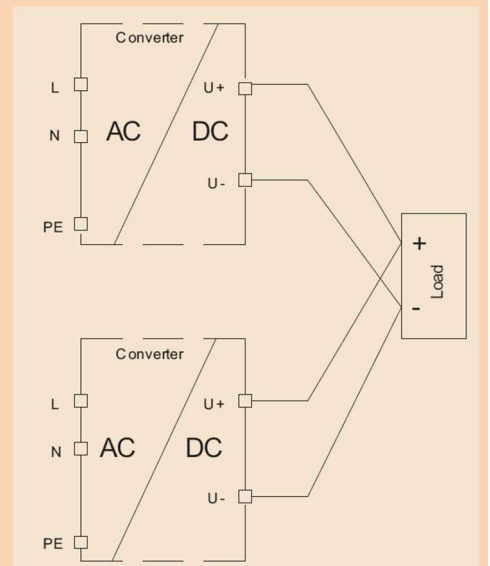 Converter
L
U+
N
AC
DC
U-
PE
+
Load
-
Converter
L
U+
N
AC
DC
U-
PE